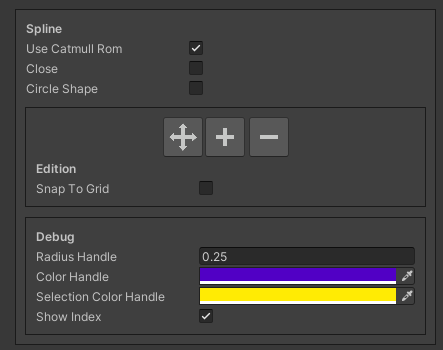 Spline
Use Catmull Rom
Close
Circle Shape
Edition
Snap To Grid
Debug
Radius Handle 0.25
Color Handle
Selection Color Handle
Show Index